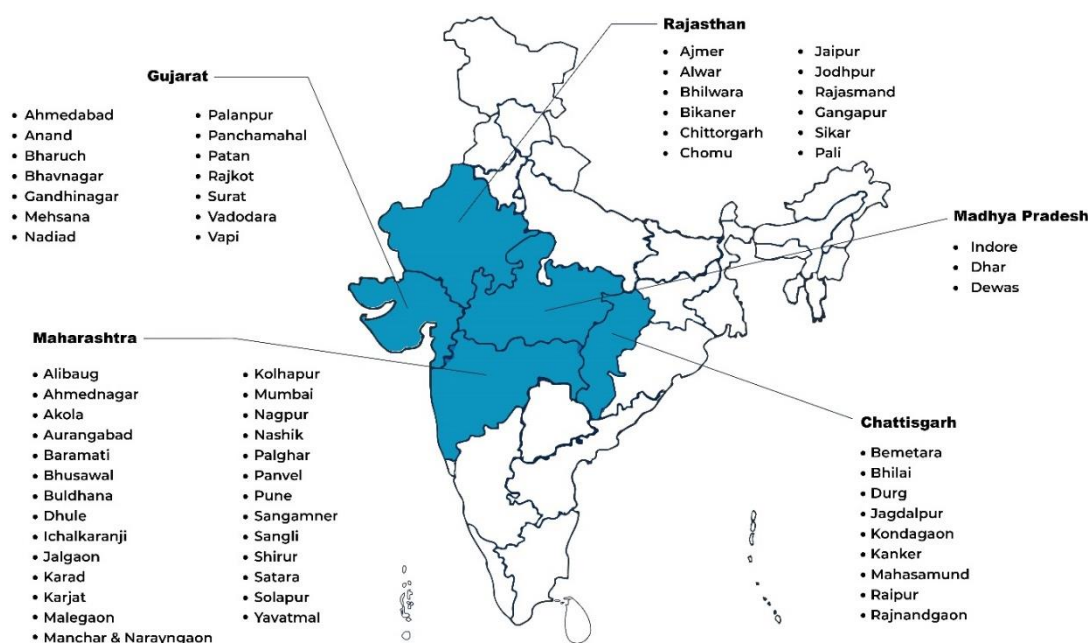 Rajasthan
• Ajmer
• Alwar
• Bhilwara
• Bikaner
• Chittorgarh
• Chomu
• Jaipur
• Jodhpur
• Rajasmand
• Gangapur
• Sikar
• Pali
Gujarat
• Ahmedabad
• Anand
• Bharuch
• Bhavnagar
• Gandhinagar
• Mehsana
• Nadiad
• Palanpur
• Panchamahal
• Patan
• Rajkot
• Surat
• Vadodara
• Vapi
Madhya Pradesh
• Indore
• Dhar
• Dewas
Maharashtra
• Alibaug
• Ahmednagar
• Akola
• Aurangabad
• Baramati
• Bhusawal
• Buldhana
• Dhule
• Ichalkaranji
• Jalgaon
• Karad
• Karjat
• Malegaon
• Manchar & Narayngaon
• Kolhapur
• Mumbai
• Nagpur
• Nashik
• Palghar
• Panvel
• Pune
• Sangamner
• Sangli
• Shirur
• Satara
• Solapur
• Yavatmal
Chattisgarh
• Bemetara
• Bhilai
• Durg
• Jagdalpur
• Kondagaon
• Kanker
• Mahasamund
• Raipur
• Rajnandgaon